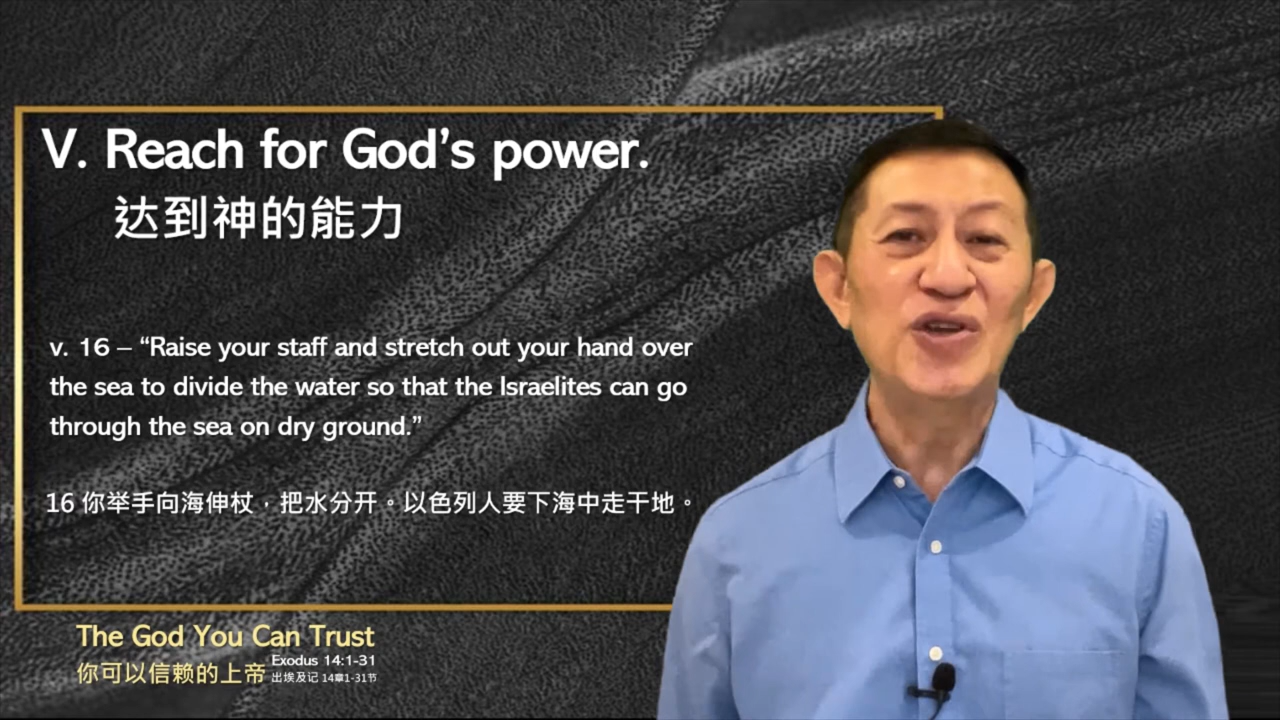 V. Reach for God’s power.
达到神的能力
v. 16 – “Raise your staff and stretch out your hand over
the sea to divide the water so that the Israelites can go
through the sea on dry ground.”
16 你举手向海伸杖，把水分开。以色列人要下海中走干地。
The God You Can Trust
你可以信赖的上帝
Exodus 14:1-31
出埃及记 14章1-31节